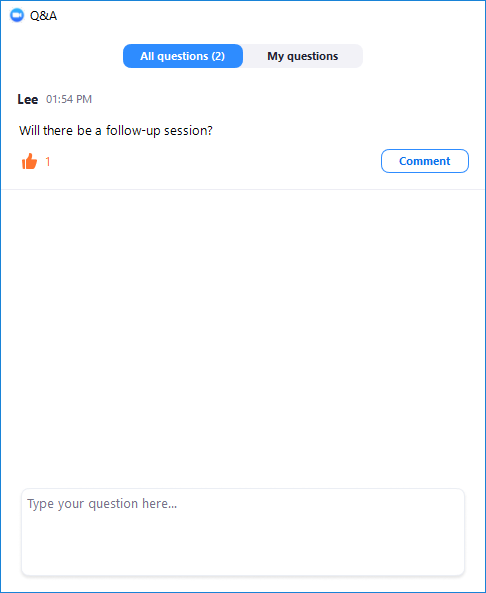 Q&A
All questions (2)
My questions
Lee 01:54 PM
Will there be a follow-up session?
1
Comment
Type your question here...